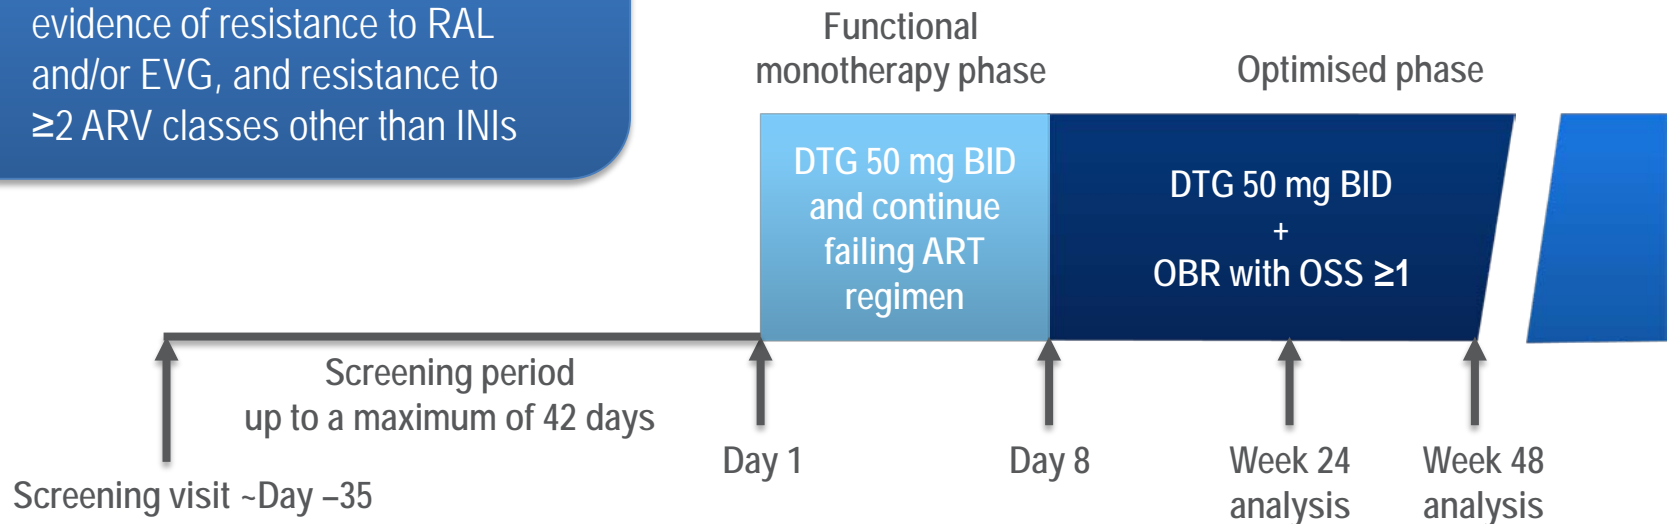 evidence of resistance to RAL
and/or EVG, and resistance to
≥2 ARV classes other than INIs
Functional
monotherapy phase
Optimised phase
DTG 50 mg BID
and continue
failing ART
regimen
DTG 50 mg BID
+
OBR with OSS ≥1
Screening period
up to a maximum of 42 days
Screening visit ~Day –35
Day 1
Day 8
Week 24
analysis
Week 48
analysis